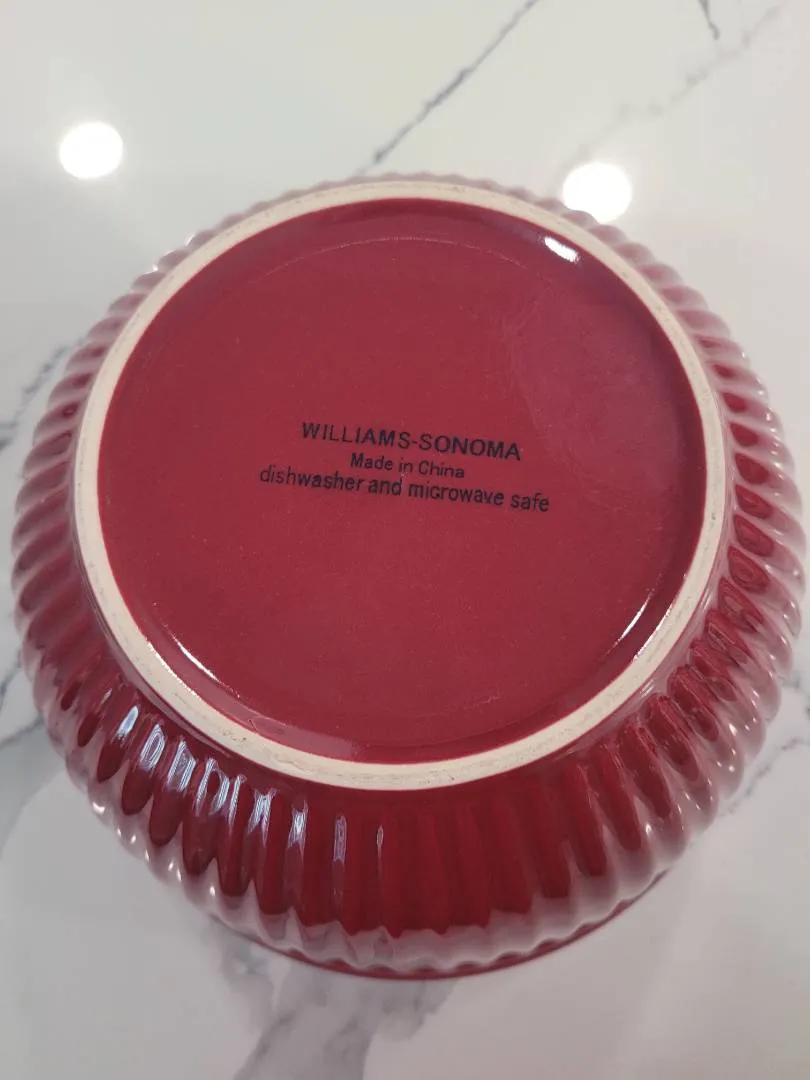 WILLIAMS-SONOMA
Made in China
dishwasher and microwave safe